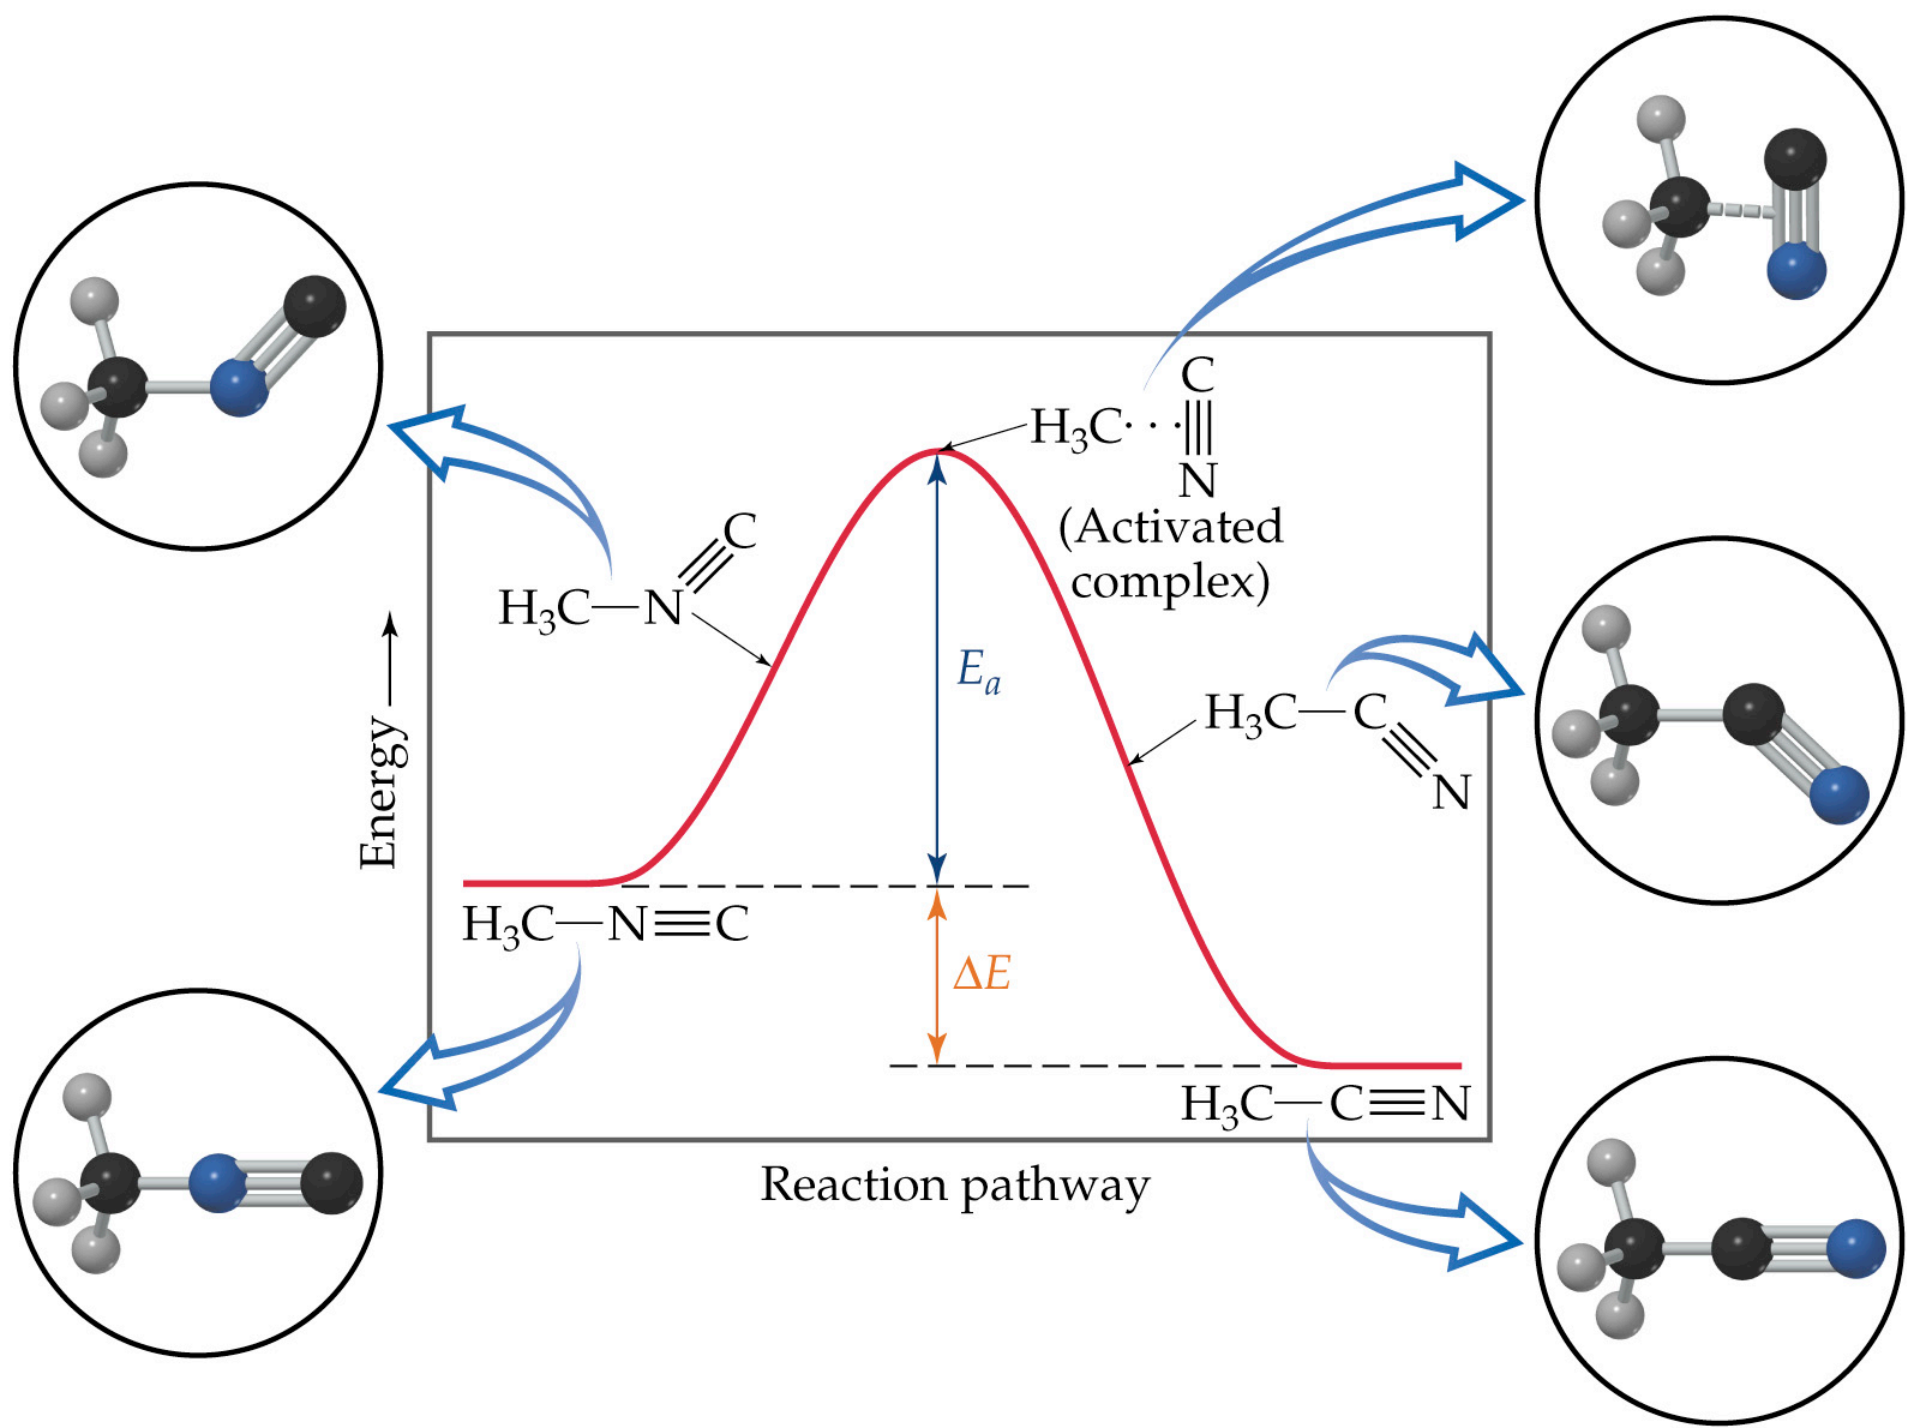 C
H₃C···|||
N
(Activated
complex)
C
H₃C—N≡C
Eₐ
H₃C—C≡N
Energy →
H₃C—N≡C
ΔE
H₃C—C≡N
Reaction pathway